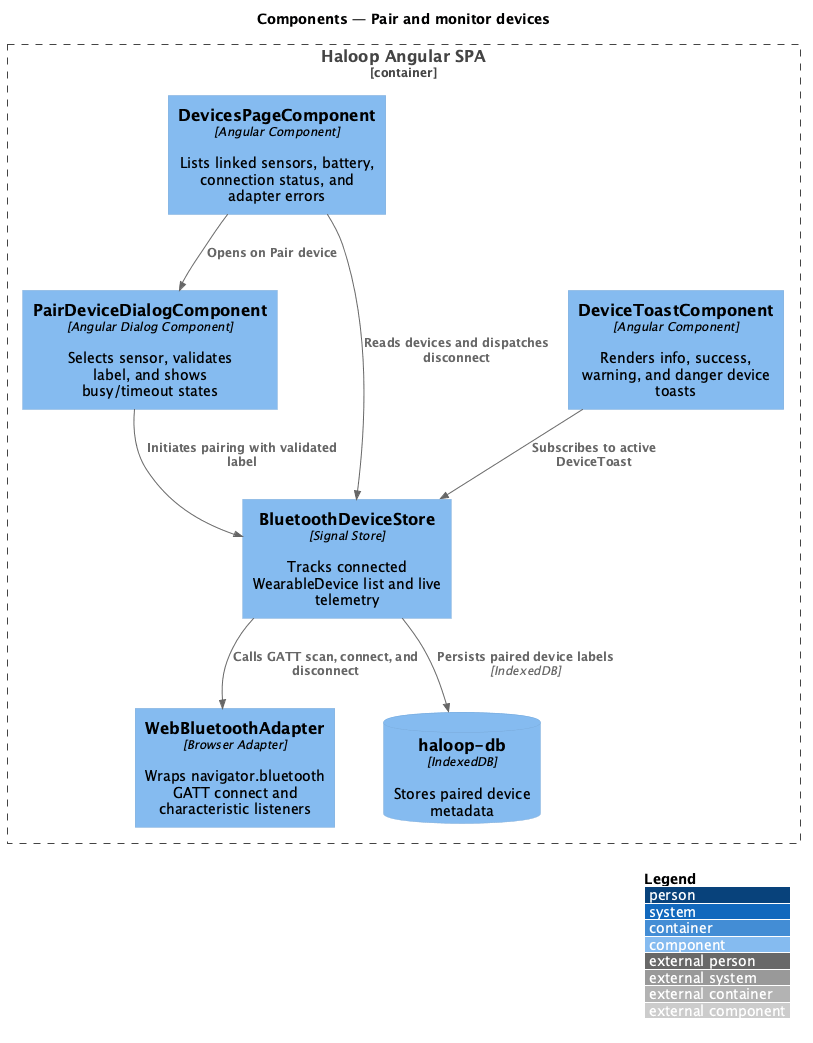 Components — Pair and monitor devices
Haloop Angular SPA
[container]
DevicesPageComponent
[Angular Component]
Lists linked sensors, battery,
connection status, and
adapter errors
Opens on Pair device
PairDeviceDialogComponent
[Angular Dialog Component]
Selects sensor, validates
label, and shows
busy/timeout states
DeviceToastComponent
[Angular Component]
Renders info, success,
warning, and danger device
toasts
Reads devices and dispatches
disconnect
Initiates pairing with validated
label
Subscribes to active
DeviceToast
BluetoothDeviceStore
[Signal Store]
Tracks connected
WearableDevice list and live
telemetry
Calls GATT scan, connect, and
disconnect
Persists paired device labels
[IndexedDB]
WebBluetoothAdapter
[Browser Adapter]
Wraps navigator.bluetooth
GATT connect and
characteristic listeners
haloop-db
[IndexedDB]
Stores paired device
metadata
Legend
person
system
container
component
external person
external system
external container
external component